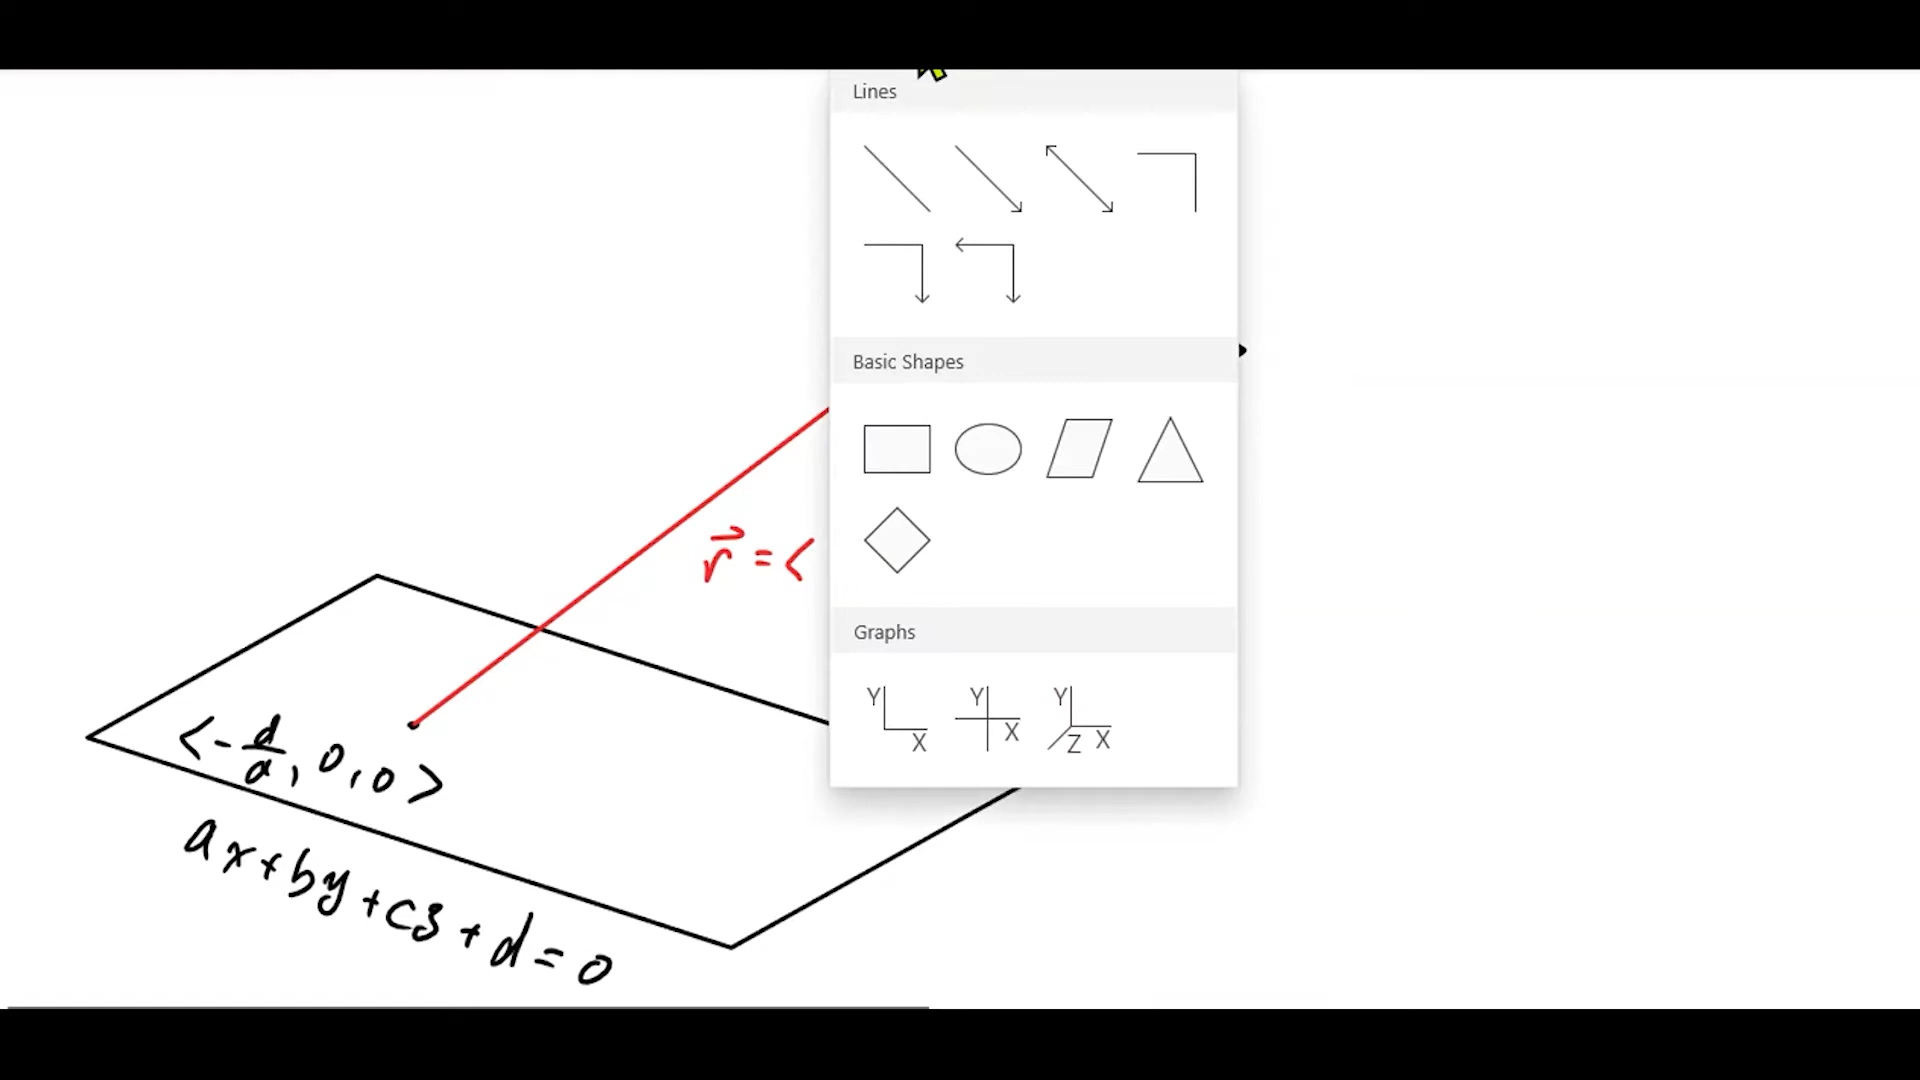 Lines
Basic Shapes
r⃗ = <
Graphs
Y X Y X Y Z X
<-d/a, 0, 0>
ax+by+cz+d=0